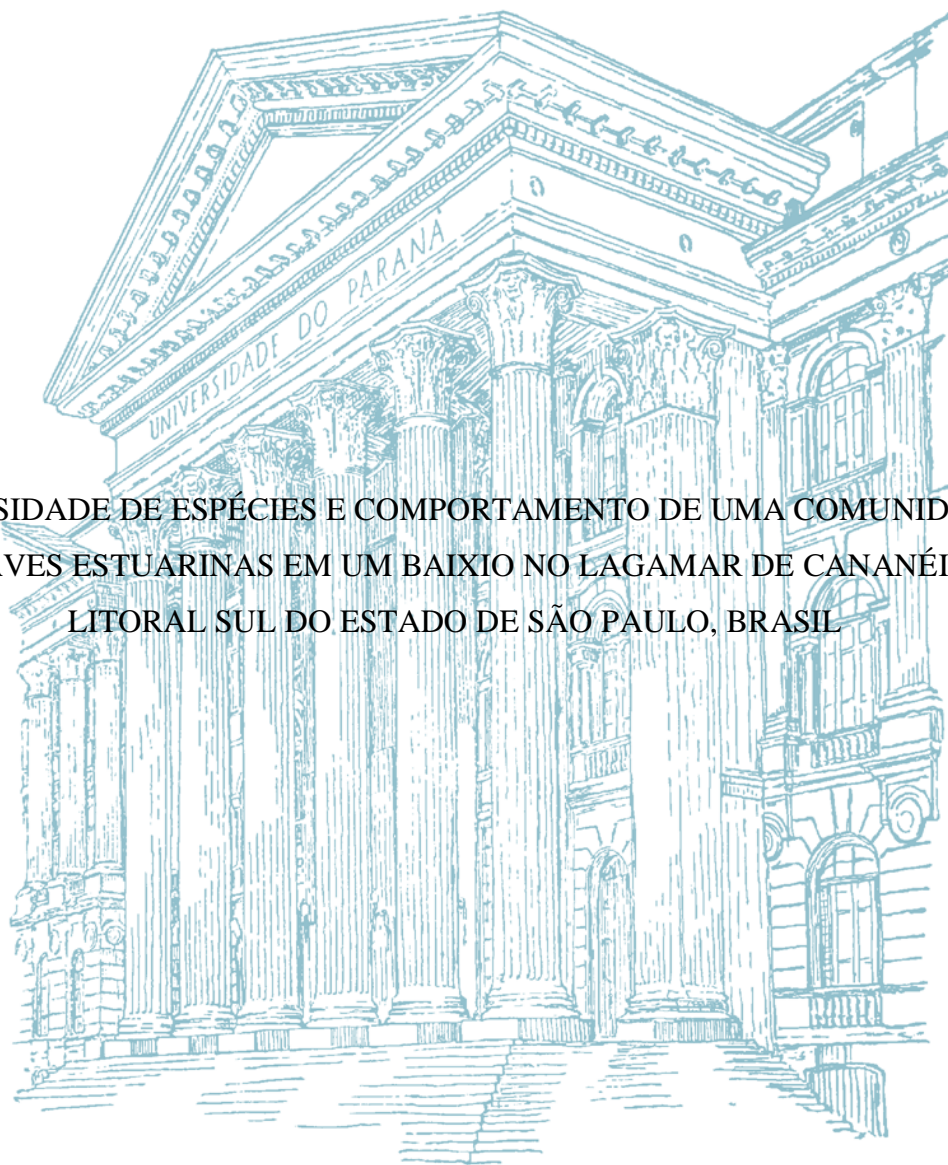 UNIVERSIDADE DO PARANÁ
SIDADE DE ESPÉCIES E COMPORTAMENTO DE UMA COMUNID
VES ESTUARINAS EM UM BAIXIO NO LAGAMAR DE CANANÉI
LITORAL SUL DO ESTADO DE SÃO PAULO, BRASIL